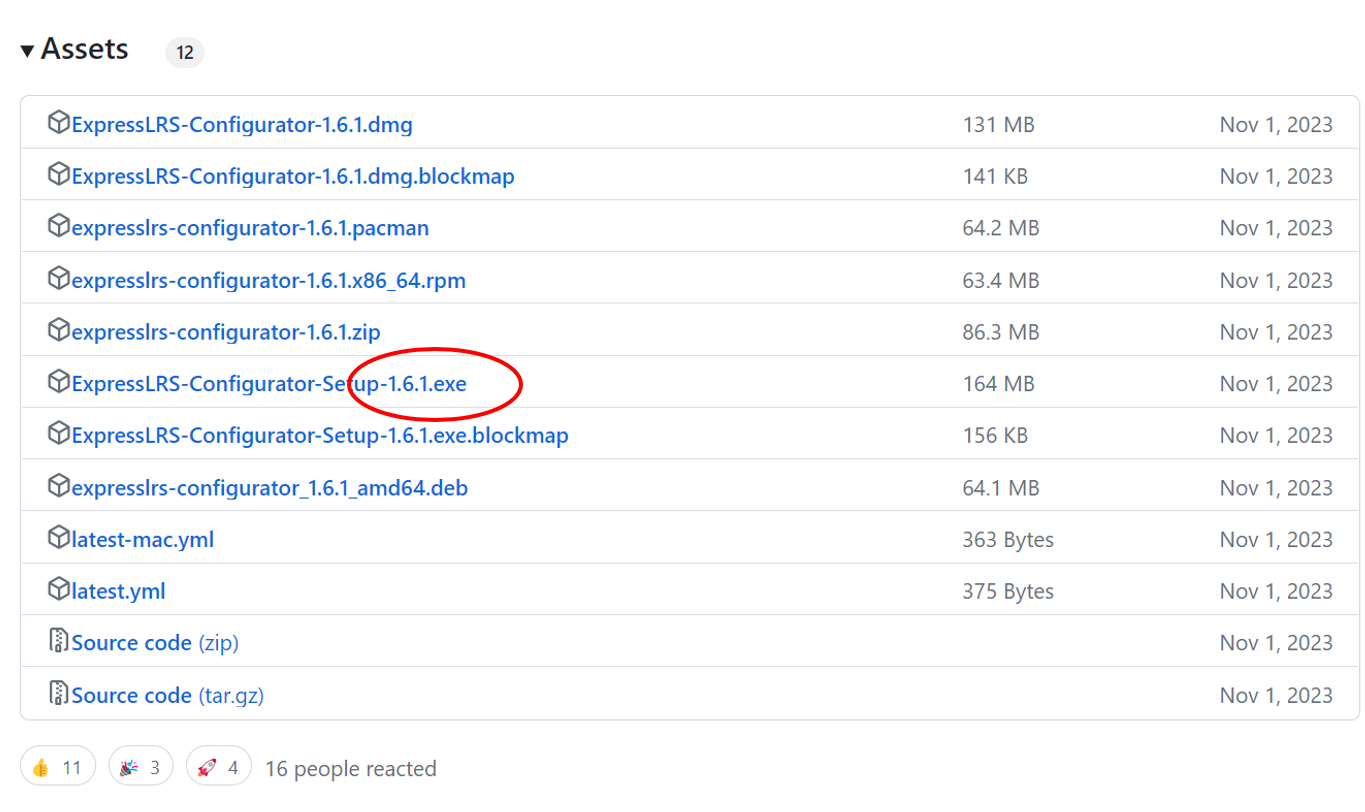 Assets 12
ExpressLRS-Configurator-1.6.1.dmg 131 MB Nov 1, 2023
ExpressLRS-Configurator-1.6.1.dmg.blockmap 141 KB Nov 1, 2023
expresslrs-configurator-1.6.1.pacman 64.2 MB Nov 1, 2023
expresslrs-configurator-1.6.1.x86_64.rpm 63.4 MB Nov 1, 2023
expresslrs-configurator-1.6.1.zip 86.3 MB Nov 1, 2023
ExpressLRS-Configurator-Setup-1.6.1.exe 164 MB Nov 1, 2023
ExpressLRS-Configurator-Setup-1.6.1.exe.blockmap 156 KB Nov 1, 2023
expresslrs-configurator_1.6.1_amd64.deb 64.1 MB Nov 1, 2023
latest-mac.yml 363 Bytes Nov 1, 2023
latest.yml 375 Bytes Nov 1, 2023
Source code (zip) Nov 1, 2023
Source code (tar.gz) Nov 1, 2023
👍 11 🎉 3 🚀 4 16 people reacted